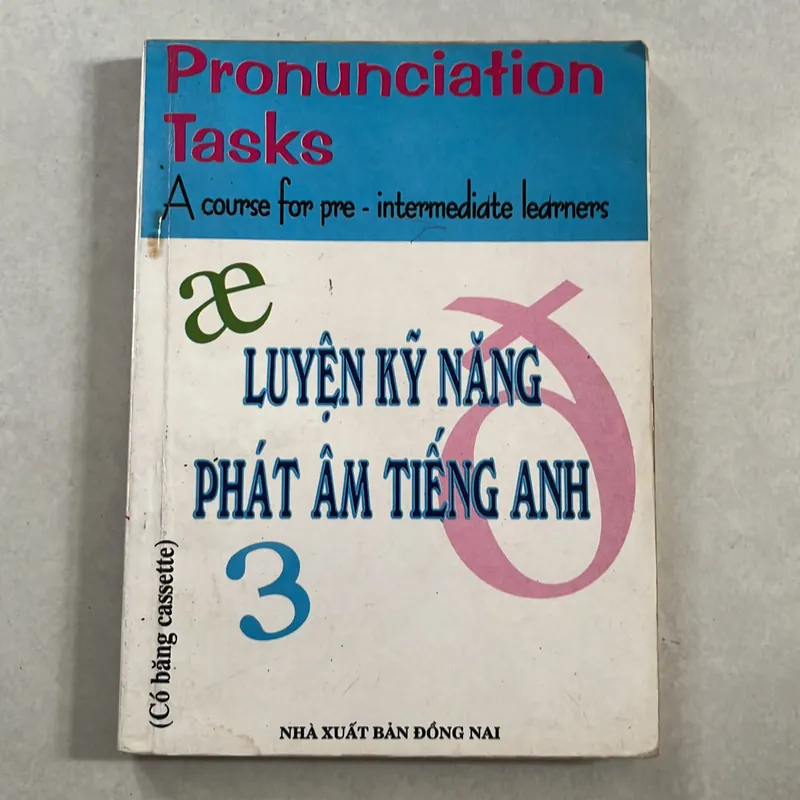 Pronunciation
Tasks
A course for pre - intermediate learners
æ
ð
LUYỆN KỸ NĂNG
PHÁT ÂM TIẾNG ANH
3
(Có băng cassette)
NHÀ XUẤT BẢN ĐỒNG NAI